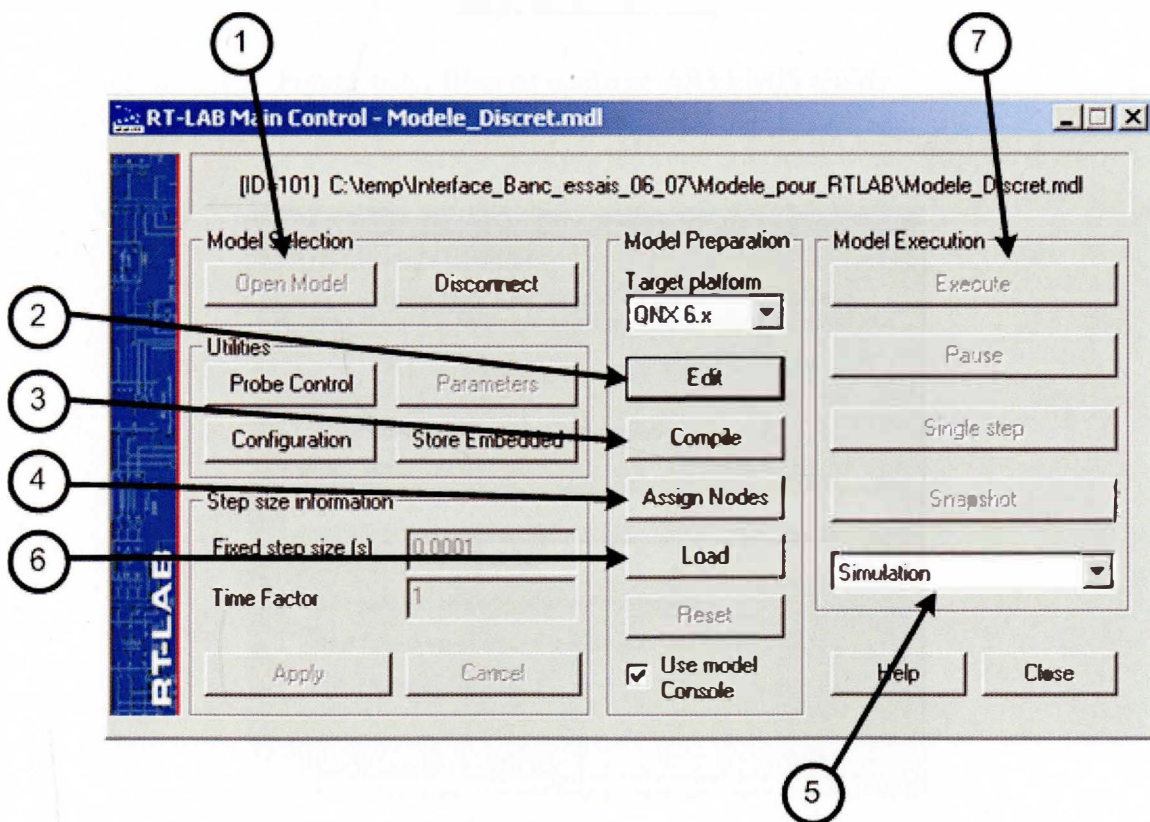 1
7
RT-LAB Main Control - Modele_Discret.mdl
[ID=101] C:\temp\Interface_Banc_essais_06_07\Modele_pour_RTLAB\Modele_Discret.mdl
Model Selection
Open Model
Disconnect
Model Preparation
Target platform
QNX 6.x
Model Execution
Execute
2
Utilities
Probe Control
Parameters
Edit
Pause
3
Configuration
Store Embedded
Compile
Single step
4
Step size information
Assign Nodes
Snapshot
6
Fixed step size (s)
0.0001
Load
Simulation
Time Factor
1
Reset
Apply
Cancel
Use model
Console
Help
Close
RT-LAB
5